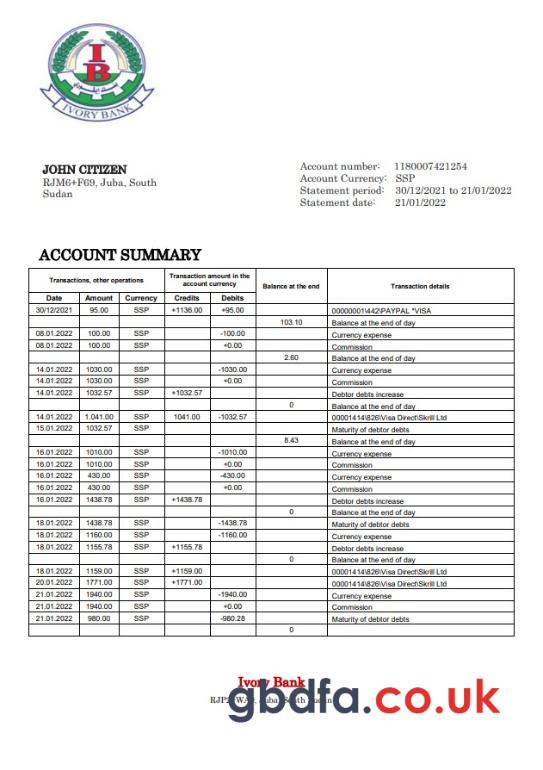 IB
IVORY BANK
JOHN CITIZEN
RJM6+F69, Juba, South
Sudan
Account number: 1180007421254
Account Currency: SSP
Statement period: 30/12/2021 to 21/01/2022
Statement date: 21/01/2022
ACCOUNT SUMMARY
Transactions, other operations Transaction amount in the account currency Balance at the end Transaction details
Date Amount Currency Credits Debits
30/12/2021 95.00 SSP +1136.00 +95.00 00000001\442\PAYPAL *VISA
103.10 Balance at the end of day
08.01.2022 100.00 SSP -100.00 Currency expense
08.01.2022 100.00 SSP +0.00 Commission
2.60 Balance at the end of day
14.01.2022 1030.00 SSP -1030.00 Currency expense
14.01.2022 1030.00 SSP +0.00 Commission
14.01.2022 1032.57 SSP +1032.57 Debtor debts increase
0 Balance at the end of day
14.01.2022 1.041.00 SSP 1041.00 -1032.57 00001414\826\Visa Direct\Skrill Ltd
15.01.2022 1032.57 SSP Maturity of debtor debts
8.43 Balance at the end of day
16.01.2022 1010.00 SSP -1010.00 Currency expense
16.01.2022 1010.00 SSP +0.00 Commission
16.01.2022 430.00 SSP -430.00 Currency expense
16.01.2022 430.00 SSP +0.00 Commission
16.01.2022 1438.78 SSP +1438.78 Debtor debts increase
0 Balance at the end of day
18.01.2022 1438.78 SSP -1438.78 Maturity of debtor debts
18.01.2022 1160.00 SSP -1160.00 Currency expense
18.01.2022 1155.78 SSP +1155.78 Debtor debts increase
0 Balance at the end of day
18.01.2022 1159.00 SSP +1159.00 00001414\826\Visa Direct\Skrill Ltd
20.01.2022 1771.00 SSP +1771.00 00001414\826\Visa Direct\Skrill Ltd
21.01.2022 1940.00 SSP -1940.00 Currency expense
21.01.2022 1940.00 SSP +0.00 Commission
21.01.2022 980.00 SSP -980.28 Maturity of debtor debts
0
Ivory Bank
Juba, South Sudan
gbdfa.co.uk